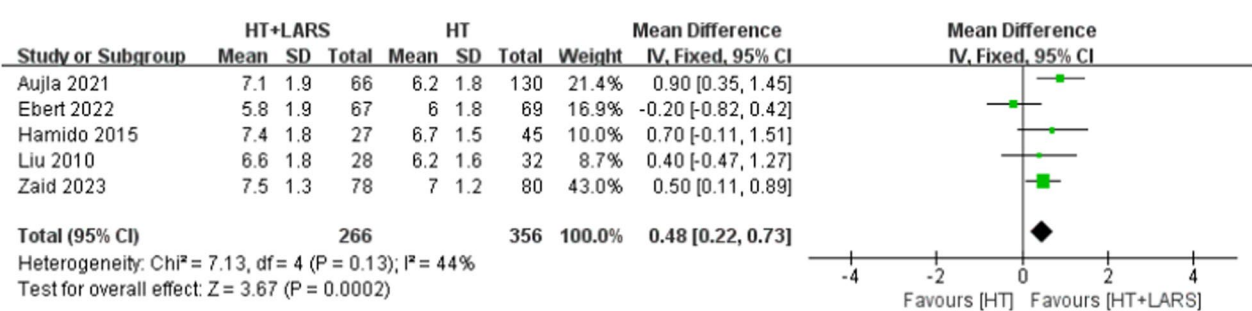 HT+LARS HT Mean Difference Mean Difference
Study or Subgroup Mean SD Total Mean SD Total Weight IV, Fixed, 95% CI IV, Fixed, 95% CI
Aujla 2021 7.1 1.9 66 6.2 1.8 130 21.4% 0.90 [0.35, 1.45]
Ebert 2022 5.8 1.9 67 6 1.8 69 16.9% -0.20 [-0.82, 0.42]
Hamido 2015 7.4 1.8 27 6.7 1.5 45 10.0% 0.70 [-0.11, 1.51]
Liu 2010 6.6 1.8 28 6.2 1.6 32 8.7% 0.40 [-0.47, 1.27]
Zaid 2023 7.5 1.3 78 7 1.2 80 43.0% 0.50 [0.11, 0.89]
Total (95% CI) 266 356 100.0% 0.48 [0.22, 0.73]
Heterogeneity: Chi² = 7.13, df = 4 (P = 0.13); I² = 44%
Test for overall effect: Z = 3.67 (P = 0.0002)
-4 -2 0 2 4
Favours [HT] Favours [HT+LARS]